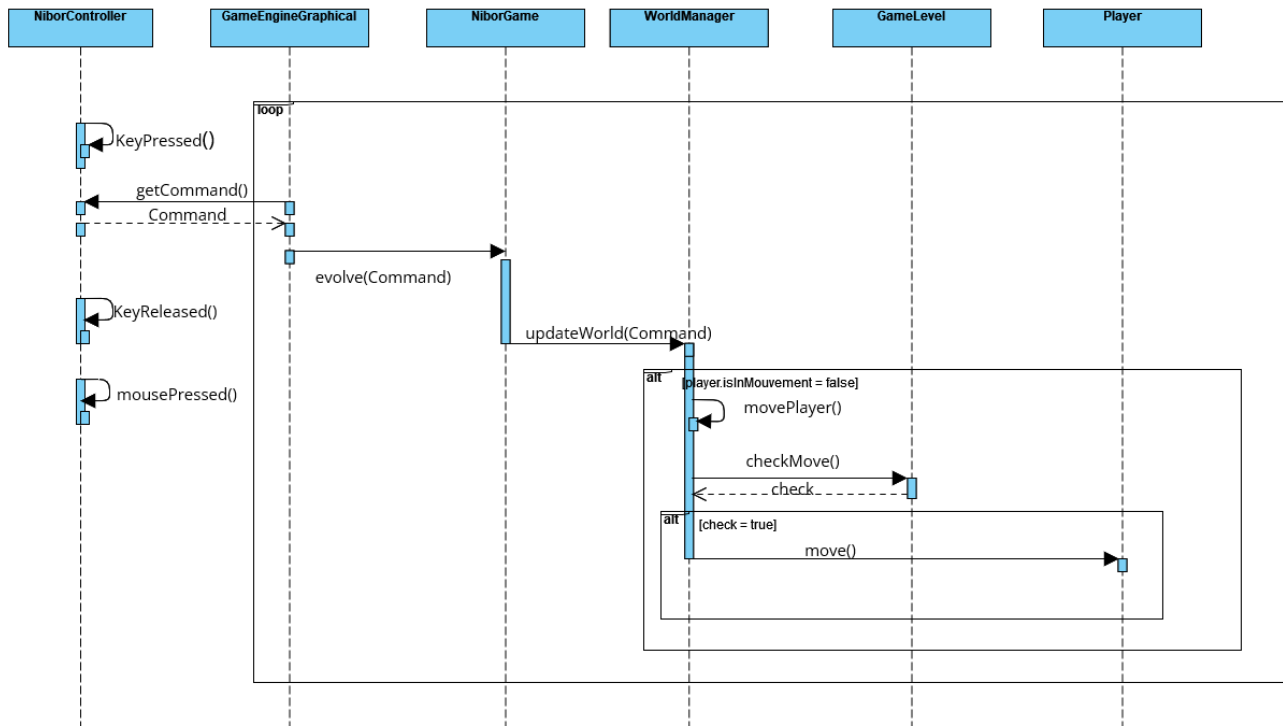 NiborController
GameEngineGraphical
NiborGame
WorldManager
GameLevel
Player
loop
KeyPressed()
getCommand()
Command
evolve(Command)
KeyReleased()
updateWorld(Command)
alt
[player.isInMouvement = false]
mousePressed()
movePlayer()
checkMove()
check
alt
[check = true]
move()